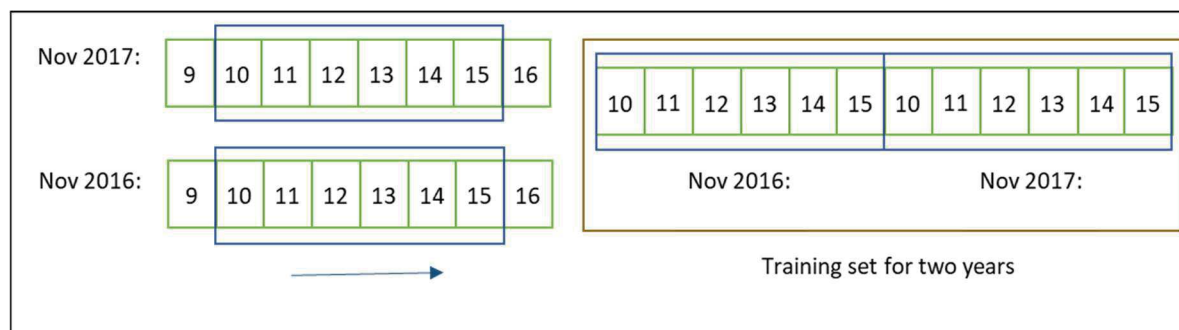 Nov 2017:
9 10 11 12 13 14 15 16
Nov 2016:
9 10 11 12 13 14 15 16
10 11 12 13 14 15 10 11 12 13 14 15
Nov 2016: Nov 2017:
Training set for two years